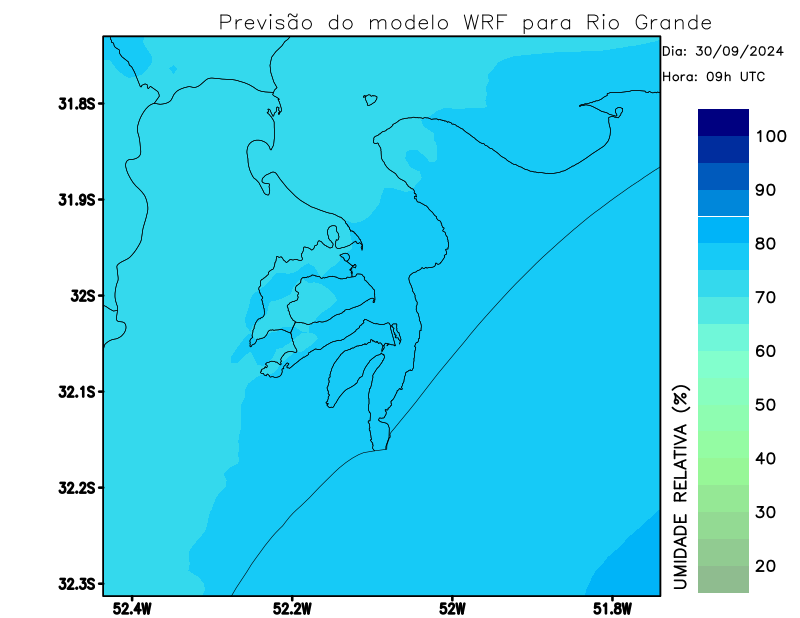 Previsão do modelo WRF para Rio Grande
Dia: 30/09/2024
Hora: 09h UTC
31.8S
31.9S
32S
32.1S
32.2S
32.3S
52.4W
52.2W
52W
51.8W
100
90
80
70
60
50
40
30
20
UMIDADE RELATIVA (%)